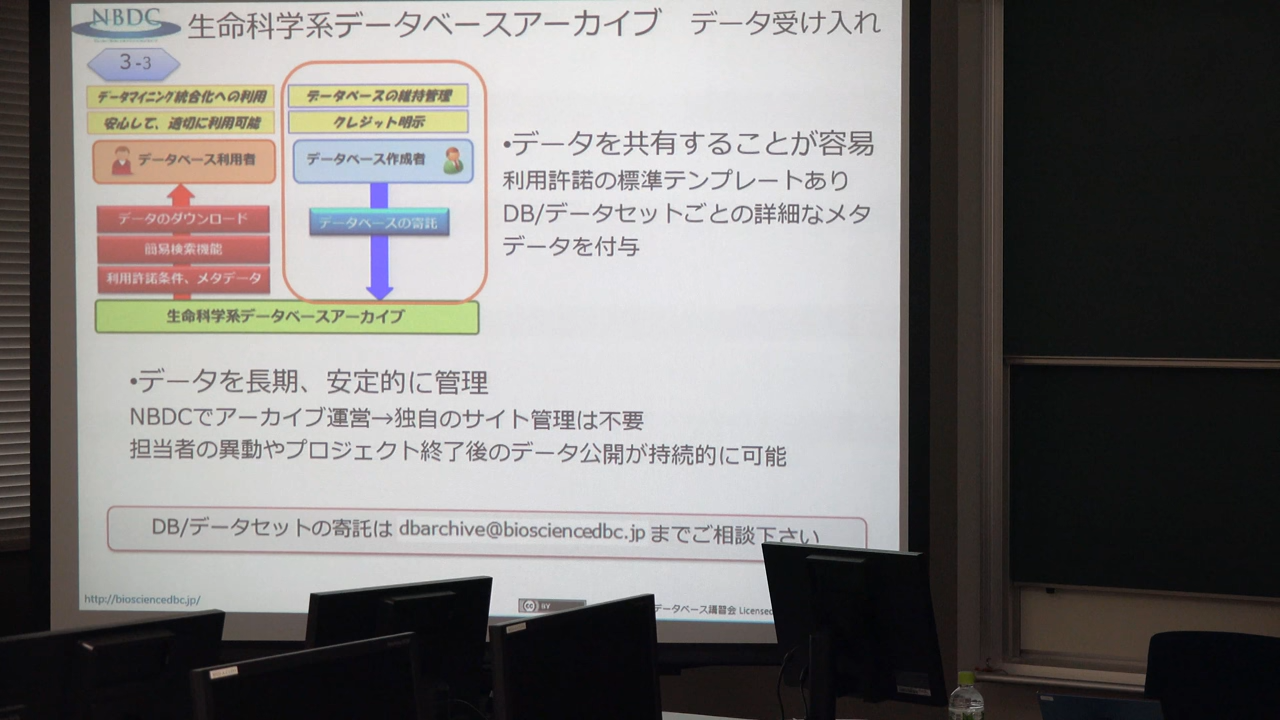 NBDC
生命科学系データベースアーカイブ データ受け入れ
3-3
データマイニング統合化への利用
安心して、適切に利用可能
データベース利用者
データのダウンロード
簡易検索機能
利用許諾条件、メタデータ
データベースの維持管理
クレジット明示
データベース作成者
データベースの寄託
生命科学系データベースアーカイブ
•データを共有することが容易
利用許諾の標準テンプレートあり
DB/データセットごとの詳細なメタ
データを付与
•データを長期、安定的に管理
NBDCでアーカイブ運営→独自のサイト管理は不要
担当者の異動やプロジェクト終了後のデータ公開が持続的に可能
DB/データセットの寄託は dbarchive@biosciencedbc.jp までご相談下さい
http://biosciencedbc.jp/
cc BY
データベース講習会 Licensed